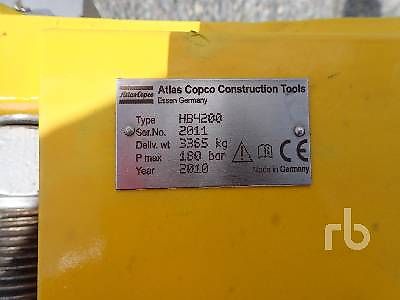 Atlas Copco
Atlas Copco Construction Tools
Essen Germany
Type HB4200
Ser.No. 2011
Deliv. wt 3365 kg
P max 180 bar
Year 2010
CE
Made in Germany
rb